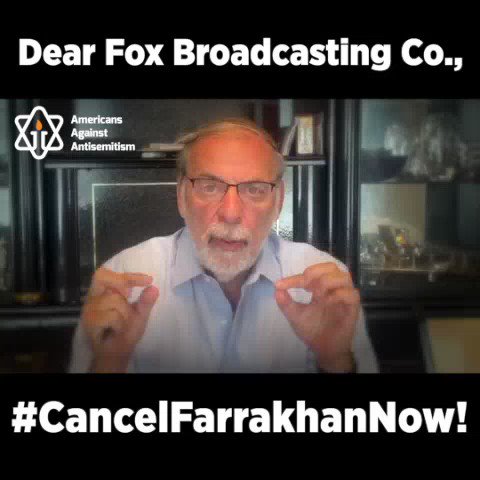 Dear Fox Broadcasting Co.,
Americans
Against
Antisemitism
#CancelFarrakhanNow!